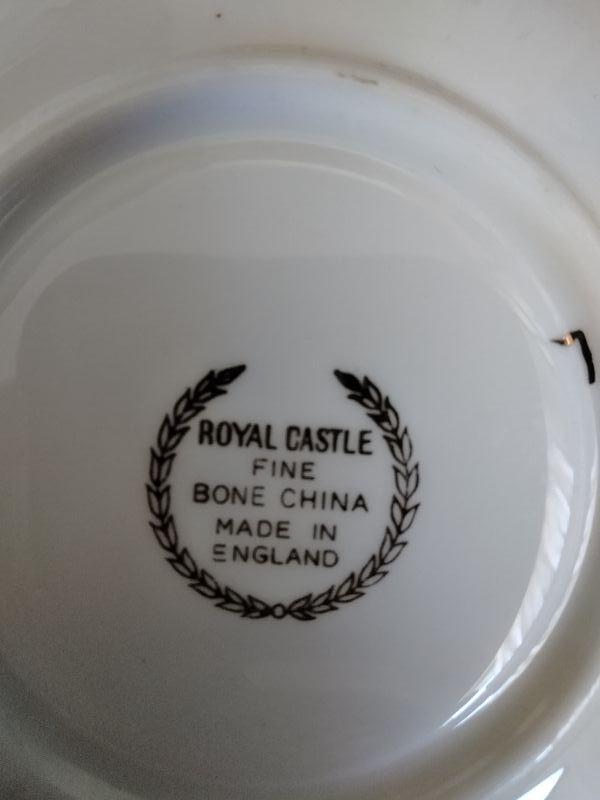 ROYAL CASTLE
FINE
BONE CHINA
MADE IN
ENGLAND